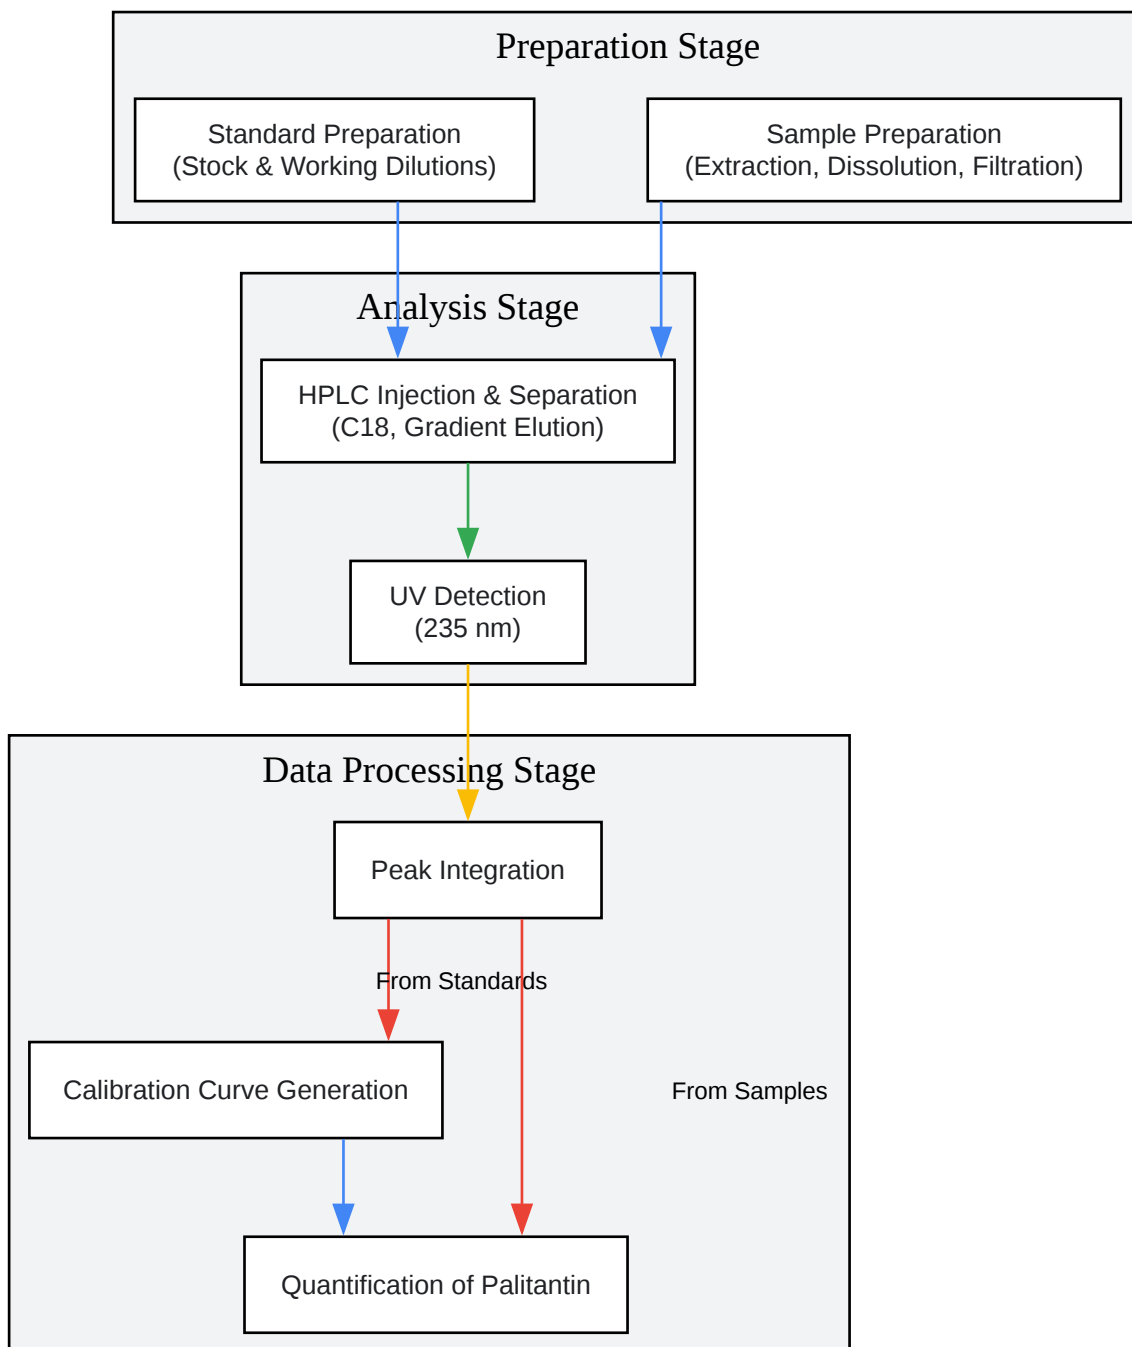 Preparation Stage
Standard Preparation
(Stock & Working Dilutions)
Sample Preparation
(Extraction, Dissolution, Filtration)
Analysis Stage
HPLC Injection & Separation
(C18, Gradient Elution)
UV Detection
(235 nm)
Data Processing Stage
Peak Integration
From Standards
Calibration Curve Generation
From Samples
Quantification of Palitantin